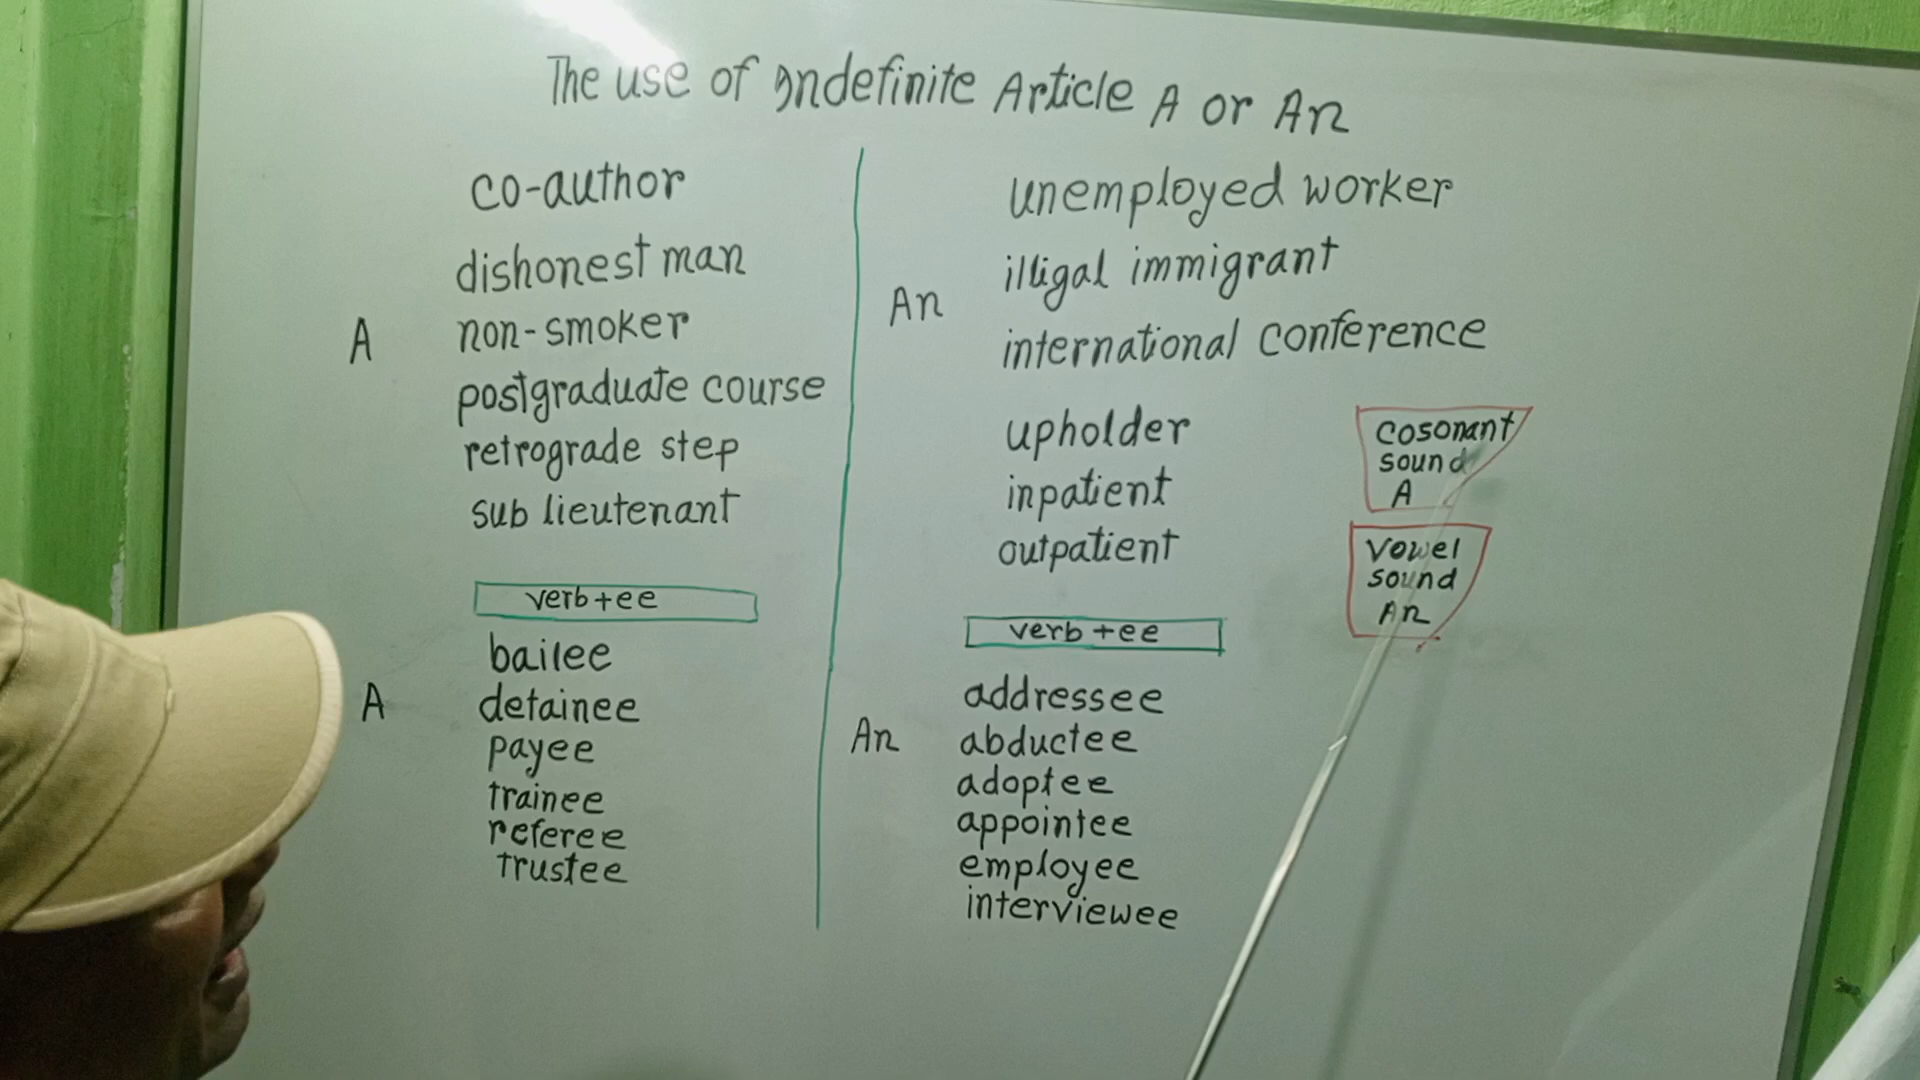 The use of Indefinite Article A or An
co-author
dishonest man
A
non-smoker
postgraduate course
retrograde step
sub lieutenant
verb+ee
bailee
A
detainee
payee
trainee
referee
trustee
unemployed worker
illigal immigrant
An
international conference
upholder
inpatient
outpatient
verb+ee
addressee
An
abductee
adoptee
appointee
employee
interviewee
cosonant
sound
A
vowel
sound
An